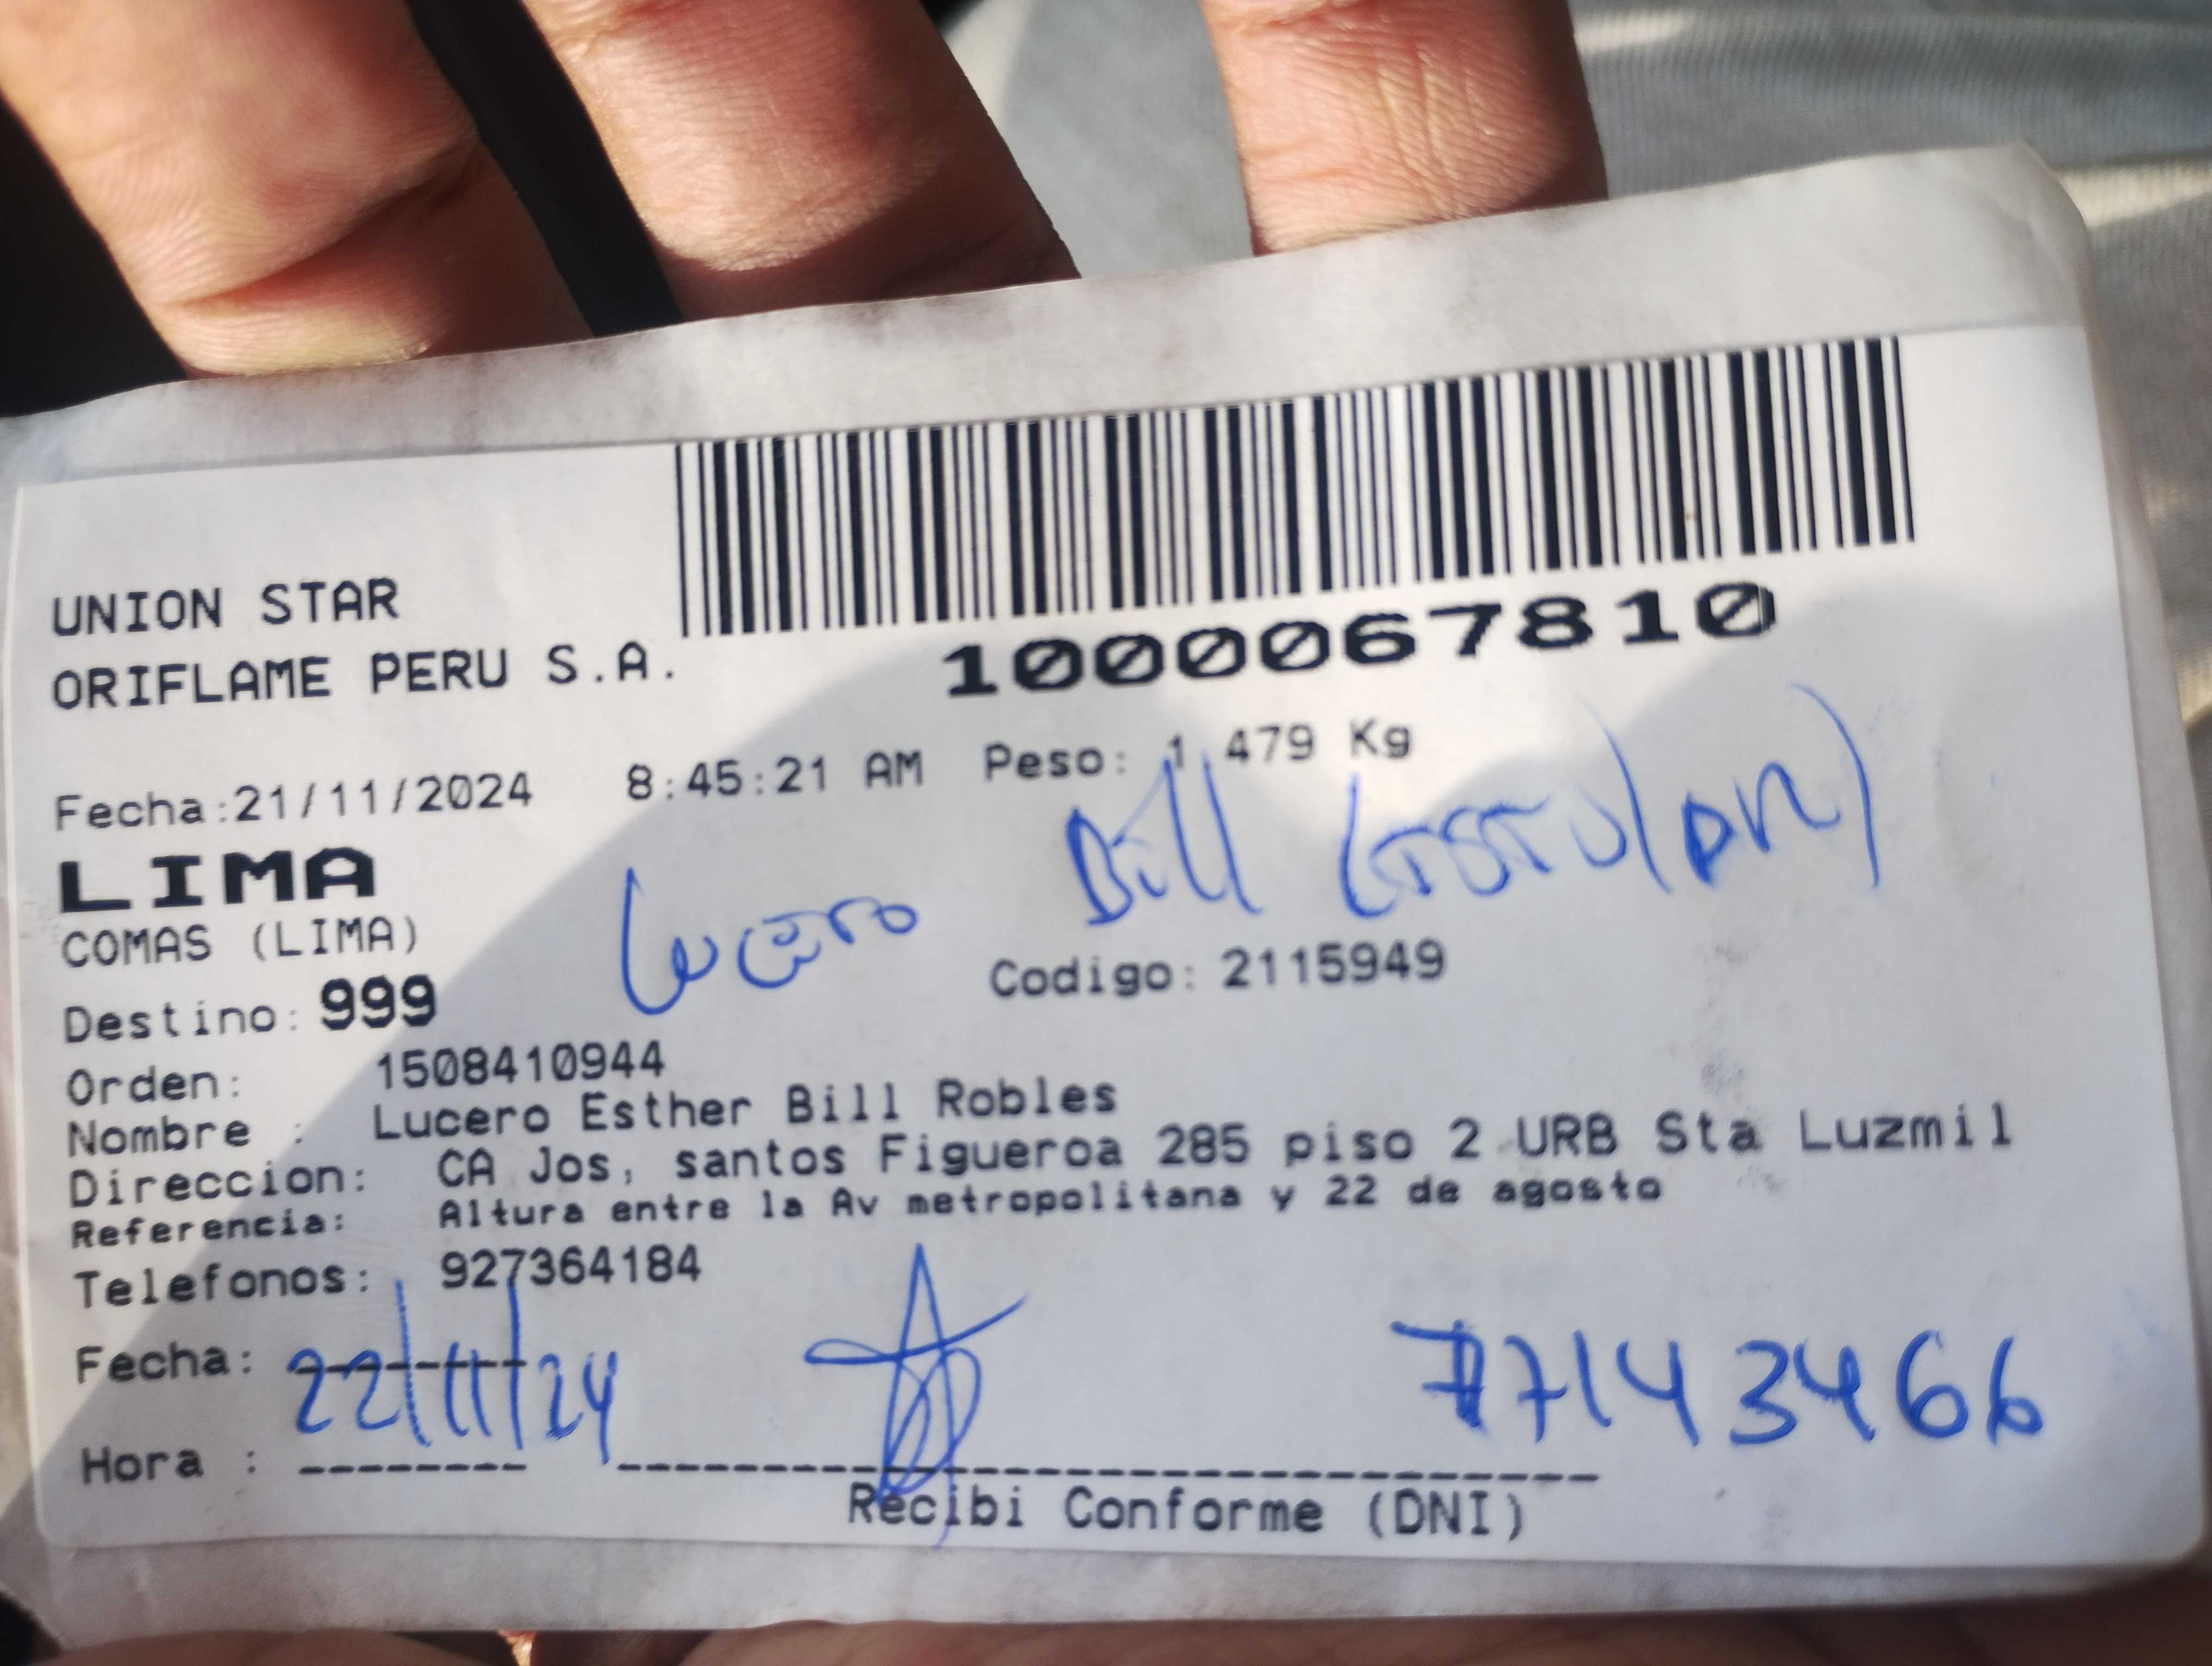 1000067810
UNION STAR
ORIFLAME PERU S.A.
Fecha:21/11/2024 8:45:21 AM Peso: 1 479 Kg
LIMA
COMAS (LIMA)
Lucero Bill
Destino: 999 Codigo: 2115949
Orden: 1508410944
Nombre : Lucero Esther Bill Robles
Direccion: CA Jos, santos Figueroa 285 piso 2 URB Sta Luzmil
Referencia: Altura entre la Av metropolitana y 22 de agosto
Telefonos: 927364184
Fecha: 22/11/24 77143466
Hora :
Recibi Conforme (DNI)